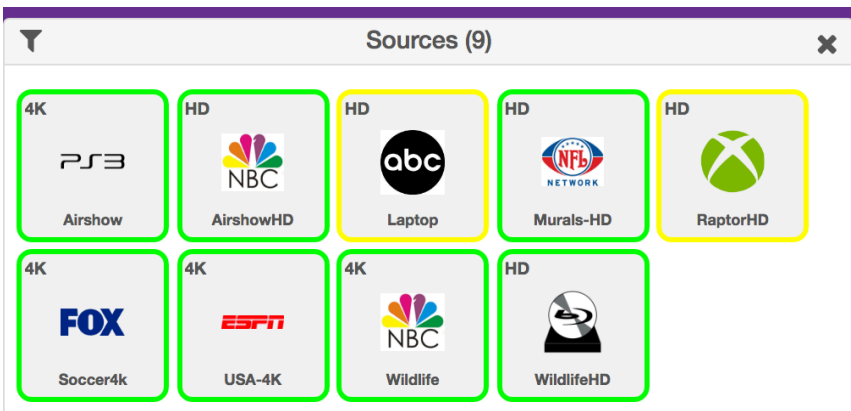 Sources (9)
4K
PS3
Airshow
HD
NBC
AirshowHD
HD
abc
Laptop
HD
NFL
NETWORK
Murals-HD
HD
RaptorHD
4K
FOX
Soccer4k
4K
ESPN
USA-4K
4K
NBC
Wildlife
HD
WildlifeHD